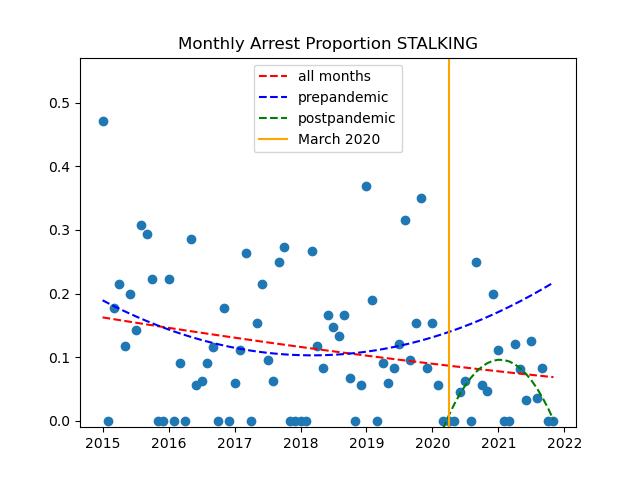 Monthly Arrest Proportion STALKING
all months
prepandemic
postpandemic
March 2020
0.5
0.4
0.3
0.2
0.1
0.0
2015 2016 2017 2018 2019 2020 2021 2022